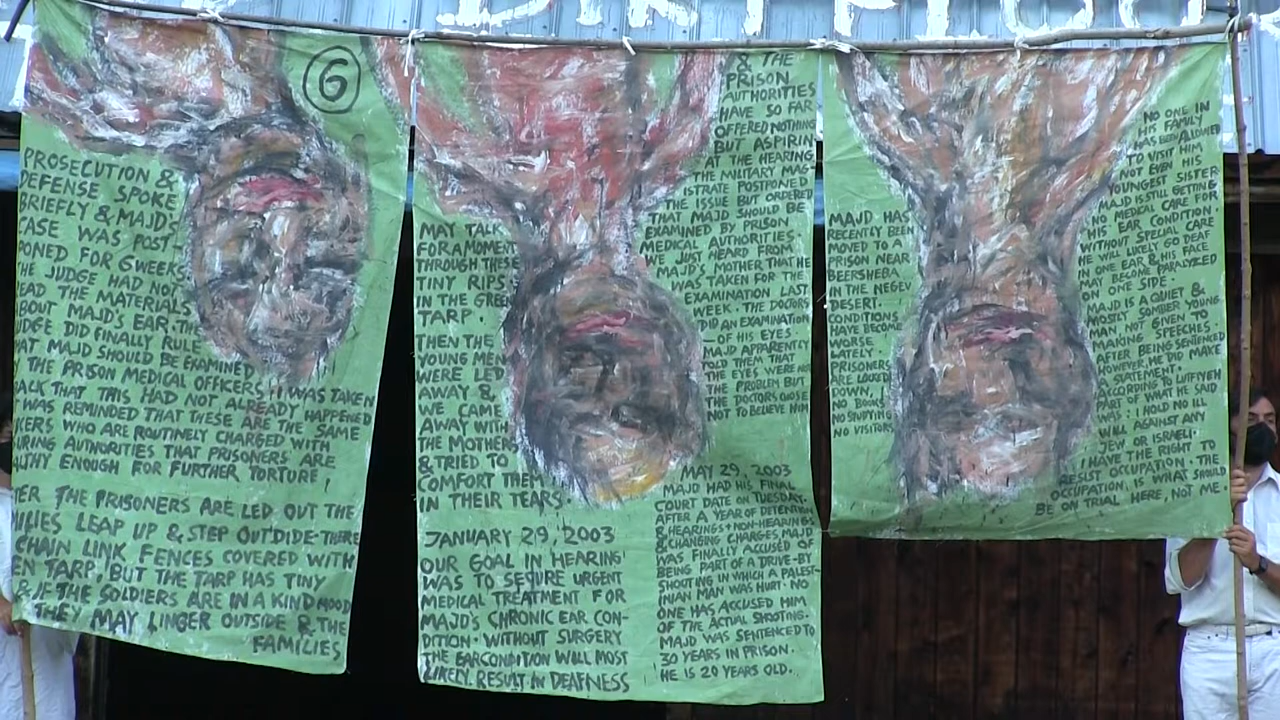 6
PROSECUTION &
DEFENSE SPOKE
BRIEFLY & MAJD'S
CASE WAS POST-
PONED FOR 6 WEEKS
THE JUDGE HAD NOT
READ THE MATERIALS
ABOUT MAJD'S EAR. THE
JUDGE DID FINALLY RULE
THAT MAJD SHOULD BE EXAMINED
THE PRISON MEDICAL OFFICERS. IT WAS TAKEN
THAT THIS HAD NOT ALREADY HAPPENED
WAS REMINDED THAT THESE ARE THE SAME
WHO ARE ROUTINELY CHARGED WITH
AUTHORITIES THAT PRISONERS ARE
ENOUGH FOR FURTHER TORTURE!
THE PRISONERS ARE LED OUT THE
LEAP UP & STEP OUTDIDE-THERE
CHAIN LINK FENCES COVERED WITH
TARP, BUT THE TARP HAS TINY
& IF THE SOLDIERS ARE IN A KIND MOOD
THEY MAY LINGER OUTSIDE & THE
FAMILIES
MAY TALK
FOR A MOMENT
THROUGH THESE
TINY RIPS
IN THE GREEN
TARP.
THEN THE
YOUNG MEN
WERE LED
AWAY &
WE CAME
AWAY WITH
THE MOTHER
& TRIED TO
COMFORT THEM
IN THEIR TEARS
JANUARY 29, 2003
OUR GOAL IN HEARING
WAS TO SEQURE URGENT
MEDICAL TREATMENT FOR
MAJD'S CHRONIC EAR CON-
DITION. WITHOUT SURGERY
THE EARCONDITION WILL MOST
LIKELY. RESULT IN DEAFNESS
& THE
PRISON
AUTHORITIES
HAVE SO FAR
OFFERED NOTHING
BUT ASPIRIN
AT THE HEARING
THE MILITARY MAG-
ISTRATE POSTPONED
THE ISSUE BUT ORDERED
THAT MAJD SHOULD BE
EXAMINED BY PRISON
MEDICAL AUTHORITIES.
WE JUST HEARD FROM
MAJD'S MOTHER THAT HE
WAS TAKEN FOR THE
EXAMINATION LAST
WEEK. THE DOCTORS
DID AN EXAMINATION
—OF HIS EYES.
MAJD APPARENTLY
TOLD THEM THAT
THE EYES WERE NOT
THE PROBLEM BUT
THE DOCTORS CHOSE
NOT TO BELIEVE HIM
MAY 29, 2003
MAJD HAD HIS FINAL
COURT DATE ON TUESDAY.
AFTER A YEAR OF DETENTION
& HEARINGS & NON-HEARINGS
& CHANGING CHARGES, MAJD
WAS FINALLY ACCUSED OF
BEING PART OF A DRIVE-BY
SHOOTING IN WHICH A PALEST-
INIAN MAN WAS HURT. NO
ONE HAS ACCUSED HIM
OF THE ACTUAL SHOOTING.
MAJD WAS SENTENCED TO
30 YEARS IN PRISON.
HE IS 20 YEARS OLD.
MAJD HAS
RECENTLY BEEN
MOVED TO A
PRISON NEAR
BEERSHEBA
IN THE NEGEV
DESERT.
CONDITIONS
HAVE BECOME
WORSE
LATELY.
PRISONERS
ARE LOCKED
DOWN,
NO BOOKS
NO STUDYING
NO VISITORS
NO ONE IN
HIS FAMILY
HAS BEEN ALLOWED
TO VISIT HIM
NOT EVEN HIS
YOUNGEST SISTER
MAJD IS STILL GETTING
NO MEDICAL CARE FOR
HIS EAR CONDITION.
WITHOUT SPECIAL CARE
HE WILL LIKELY GO DEAF
IN ONE EAR & HIS FACE
MAY BECOME PARALYZED
ON ONE SIDE.
MAJD IS A QUIET &
MOSTLY SOMBER YOUNG
MAN, NOT GIVEN TO
MAKING SPEECHES.
AFTER BEING SENTENCED
HOWEVER, HE DID MAKE
A STATEMENT.
ACCORDING TO
PART OF WHAT HE SAID
WAS: I HOLD NO ILL
WILL AGAINST ANY
JEW OR ISRAELI.
I HAVE THE RIGHT TO
RESIST OCCUPATION. THE
OCCUPATION IS WHAT SHOULD
BE ON TRIAL HERE, NOT ME.